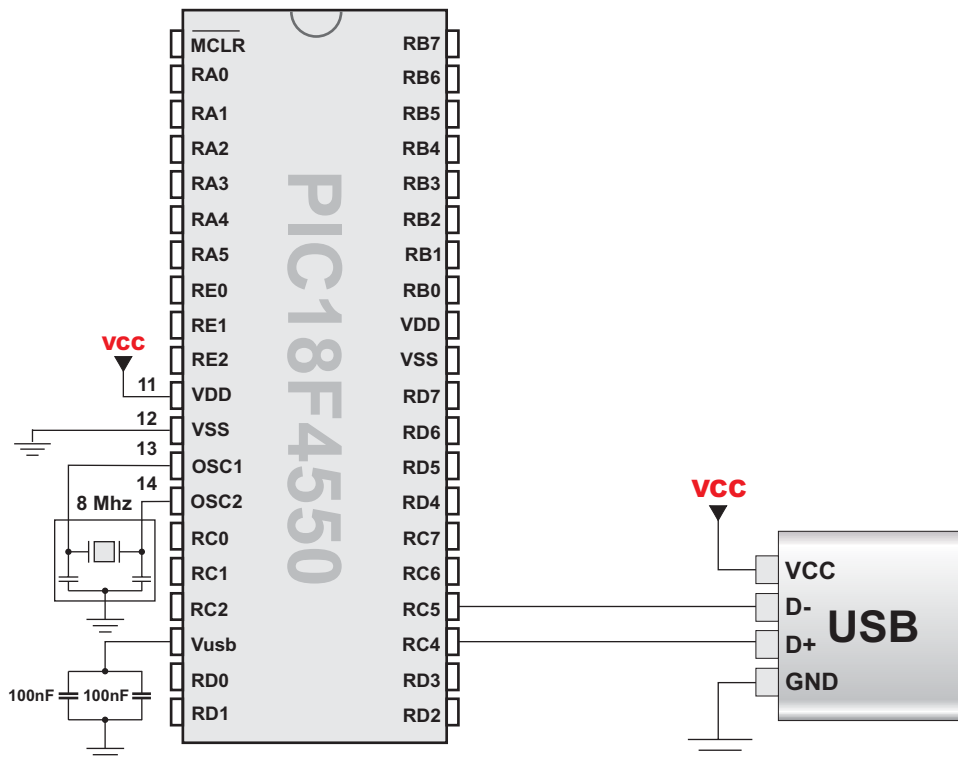 MCLR
RA0
RA1
RA2
RA3
RA4
RA5
RE0
RE1
RE2
VDD
VSS
OSC1
OSC2
RC0
RC1
RC2
Vusb
RD0
RD1
PIC18F4550
RB7
RB6
RB5
RB4
RB3
RB2
RB1
RB0
VDD
VSS
RD7
RD6
RD5
RD4
RC7
RC6
RC5
RC4
RD3
RD2
VCC
11
12
13
14
8 Mhz
100nF 100nF
VCC
VCC
D-
D+
GND
USB